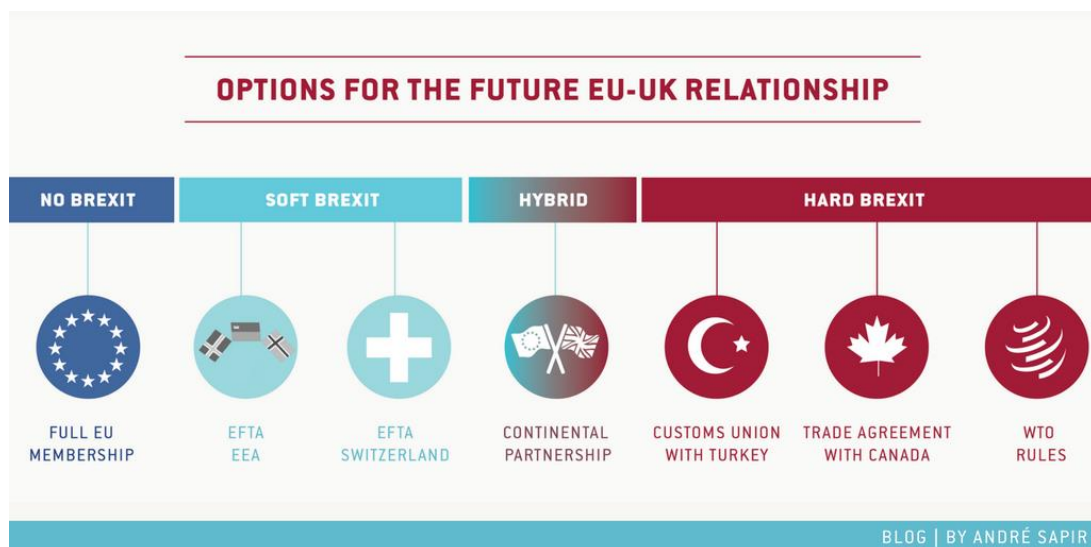 OPTIONS FOR THE FUTURE EU-UK RELATIONSHIP
NO BREXIT
SOFT BREXIT
HYBRID
HARD BREXIT
FULL EU
MEMBERSHIP
EFTA
EEA
EFTA
SWITZERLAND
CONTINENTAL
PARTNERSHIP
CUSTOMS UNION
WITH TURKEY
TRADE AGREEMENT
WITH CANADA
WTO
RULES
BLOG | BY ANDRÉ SAPIR